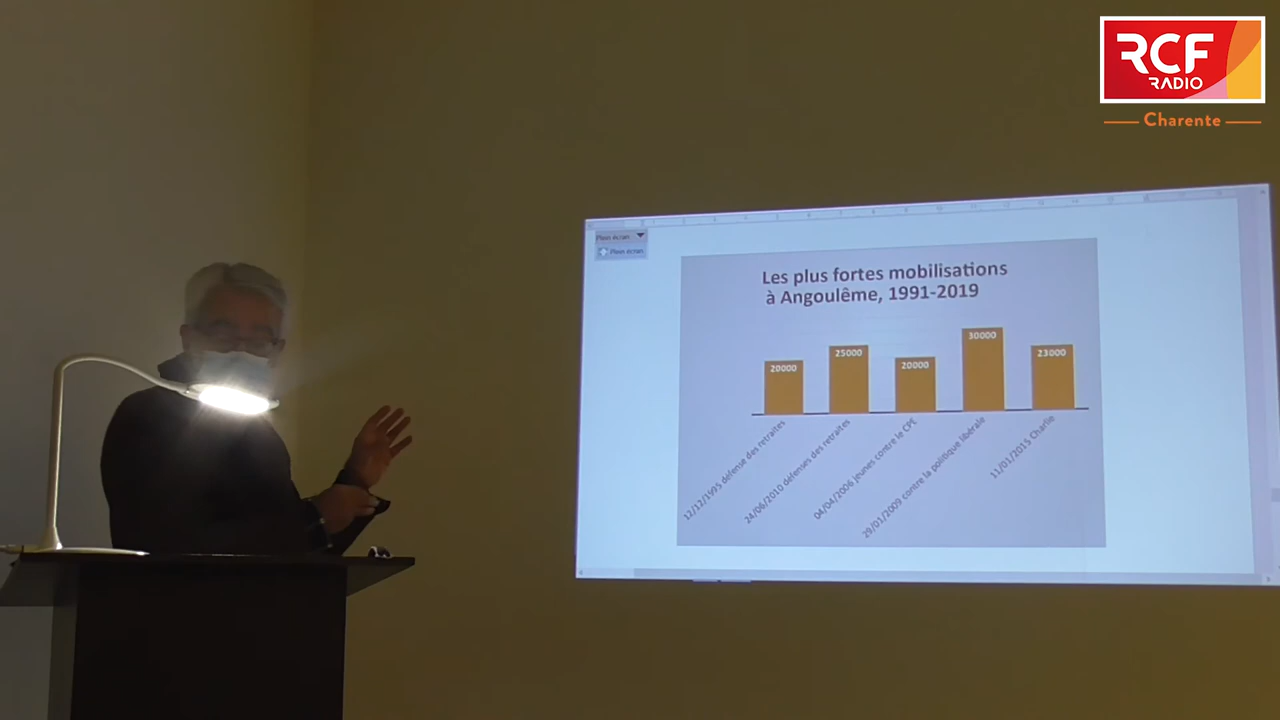 RCF
RADIO
Charente
Plein écran
Plein écran
Les plus fortes mobilisations
à Angoulême, 1991-2019
20000
25000
20000
30000
23000
12/12/1995 défense des retraites
24/06/2010 défenses des retraites
04/04/2006 jeunes contre le CPE
29/01/2009 contre la politique libérale
11/01/2015 Charlie